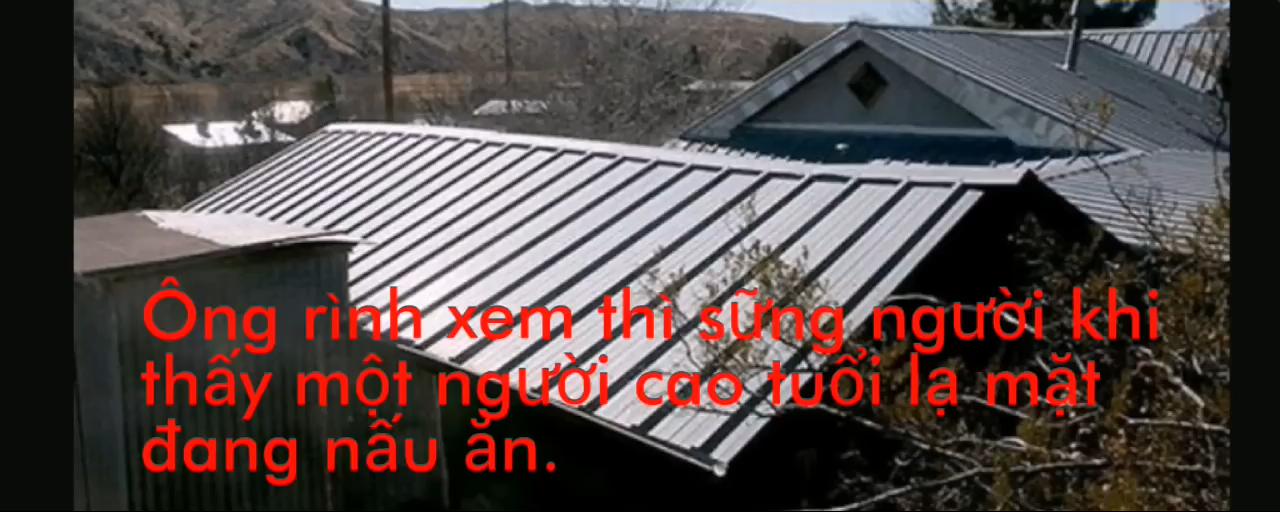 Ông rình xem thì sững người khi
thấy một người cao tuổi lạ mặt
đang nấu ăn.